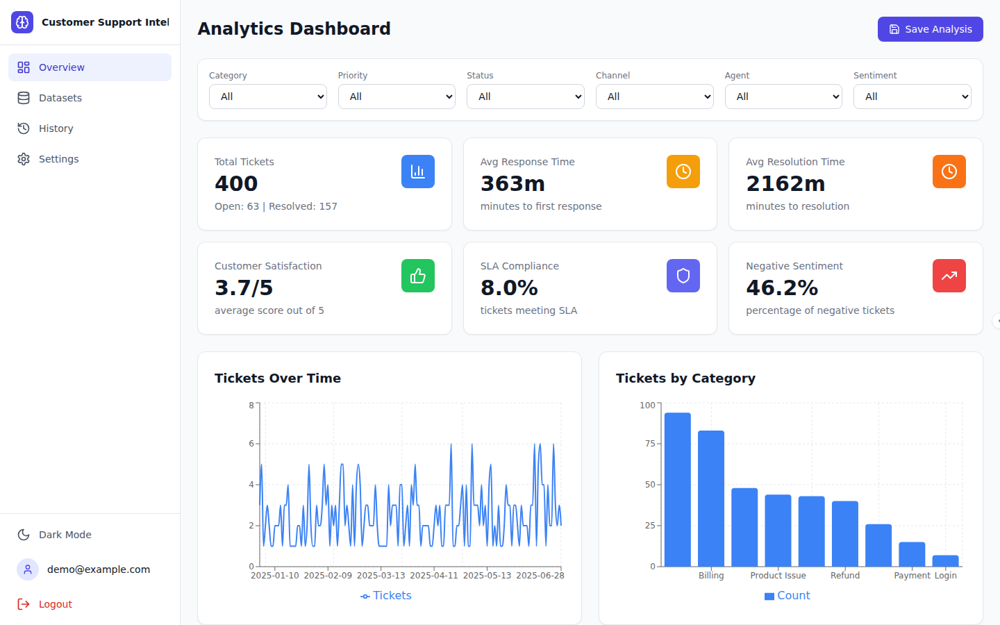 Customer Support Intel
Overview
Datasets
History
Settings
Dark Mode
demo@example.com
Logout
Analytics Dashboard
Save Analysis
Category
Priority
Status
Channel
Agent
Sentiment
All
All
All
All
All
All
Total Tickets
400
Open: 63 | Resolved: 157
Avg Response Time
363m
minutes to first response
Avg Resolution Time
2162m
minutes to resolution
Customer Satisfaction
3.7/5
average score out of 5
SLA Compliance
8.0%
tickets meeting SLA
Negative Sentiment
46.2%
percentage of negative tickets
Tickets Over Time
8
6
4
2
0
2025-01-10 2025-02-09 2025-03-13 2025-04-11 2025-05-13 2025-06-28
Tickets
Tickets by Category
100
75
50
25
0
Billing Product Issue Refund Payment Login
Count